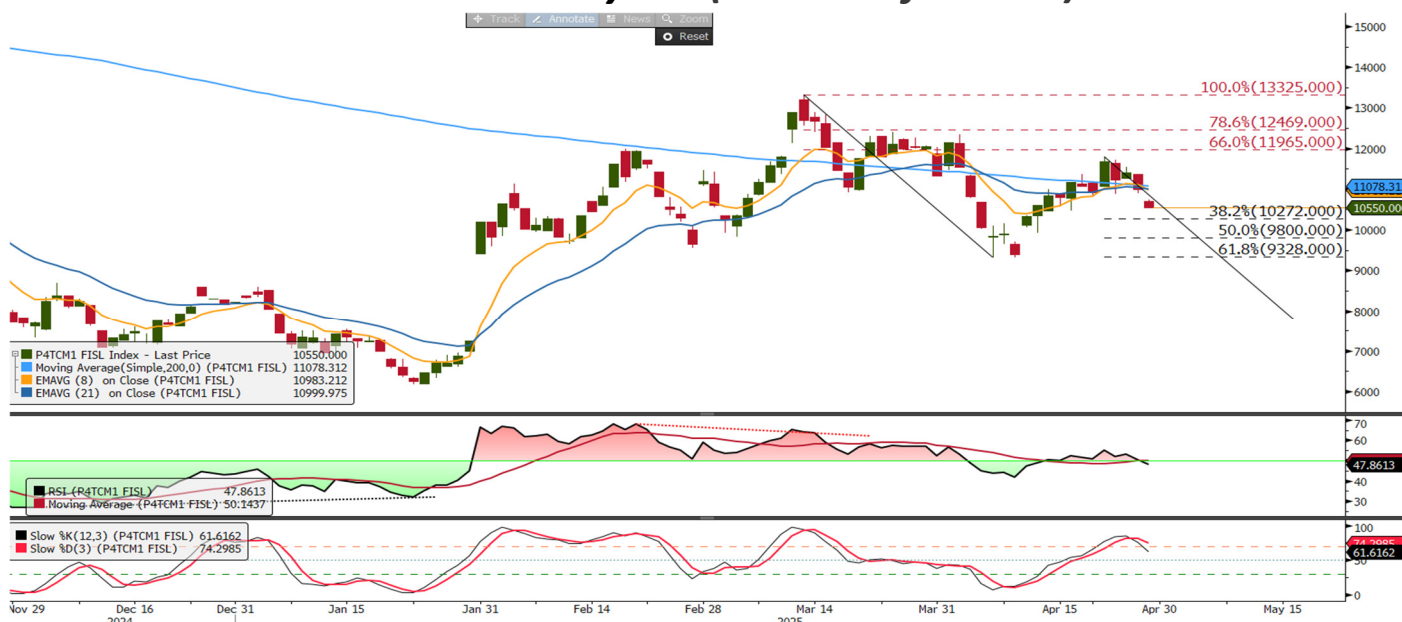 Track Annotate News Zoom
Reset
15000
14000
13000
12000
11078.31
10550.000
10000
9000
8000
7000
6000
100.0%(13325.000)
78.6%(12469.000)
66.0%(11965.000)
38.2%(10272.000)
50.0%(9800.000)
61.8%(9328.000)
P4TCM1 FISL Index - Last Price 10550.000
Moving Average(Simple,200,0) (P4TCM1 FISL) 11078.312
EMAVG (8) on Close (P4TCM1 FISL) 10983.212
EMAVG (21) on Close (P4TCM1 FISL) 10999.975
70
60
47.8613
40
30
RSI (P4TCM1 FISL) 47.8613
Moving Average (P4TCM1 FISL) 50.1437
Slow %K(12,3) (P4TCM1 FISL) 61.6162
Slow %D(3) (P4TCM1 FISL) 74.2985
100
74.2985
61.6162
50
0
Nov 29 Dec 16 Dec 31 Jan 15 Jan 31 Feb 14 Feb 28 Mar 14 Mar 31 Apr 15 Apr 30 May 15
2024 2025